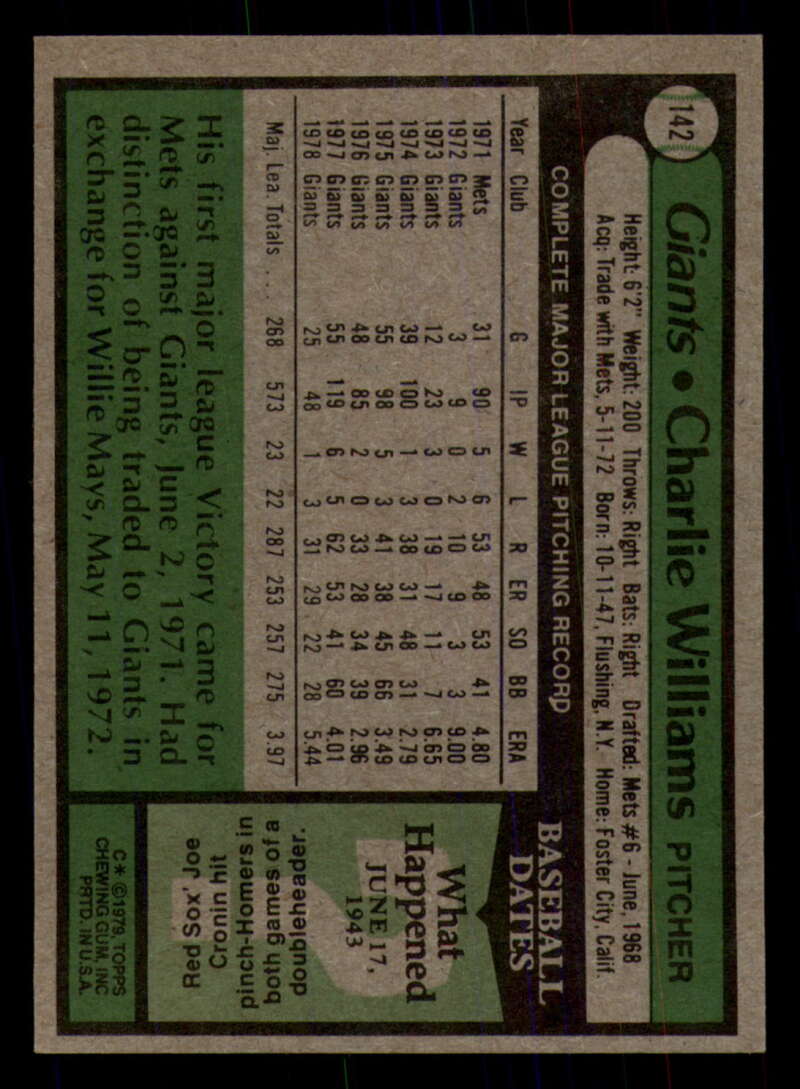 142
Giants • Charlie Williams PITCHER
Height: 6'2" Weight: 200 Throws: Right Bats: Right Drafted: Mets #6 - June, 1968
Acq: Trade with Mets, 5-11-72 Born: 10-11-47, Flushing, N.Y. Home: Foster City, Calif.
COMPLETE MAJOR LEAGUE PITCHING RECORD
Year Club G IP W L R ER SO BB ERA
1971 Mets 31 90 5 6 53 48 53 41 4.80
1972 Giants 3 9 0 2 10 9 3 3 9.00
1973 Giants 12 23 3 0 19 17 11 7 6.65
1974 Giants 39 100 1 3 38 31 48 31 2.79
1975 Giants 55 98 5 3 41 38 45 66 3.49
1976 Giants 48 85 2 0 33 28 34 39 2.96
1977 Giants 55 119 6 5 62 53 41 60 4.01
1978 Giants 25 48 1 3 31 29 22 28 5.44
Maj. Lea. Totals . . . 268 573 23 22 287 253 257 275 3.97
His first major league Victory came for
Mets against Giants, June 2, 1971. Had
distinction of being traded to Giants in
exchange for Willie Mays, May 11, 1972.
BASEBALL
DATES
What
Happened
JUNE 17,
1943
Red Sox' Joe
Cronin hit
pinch-Homers in
both games of a
doubleheader.
C* ©1979 TOPPS
CHEWING GUM, INC
PRTD. IN U.S.A.